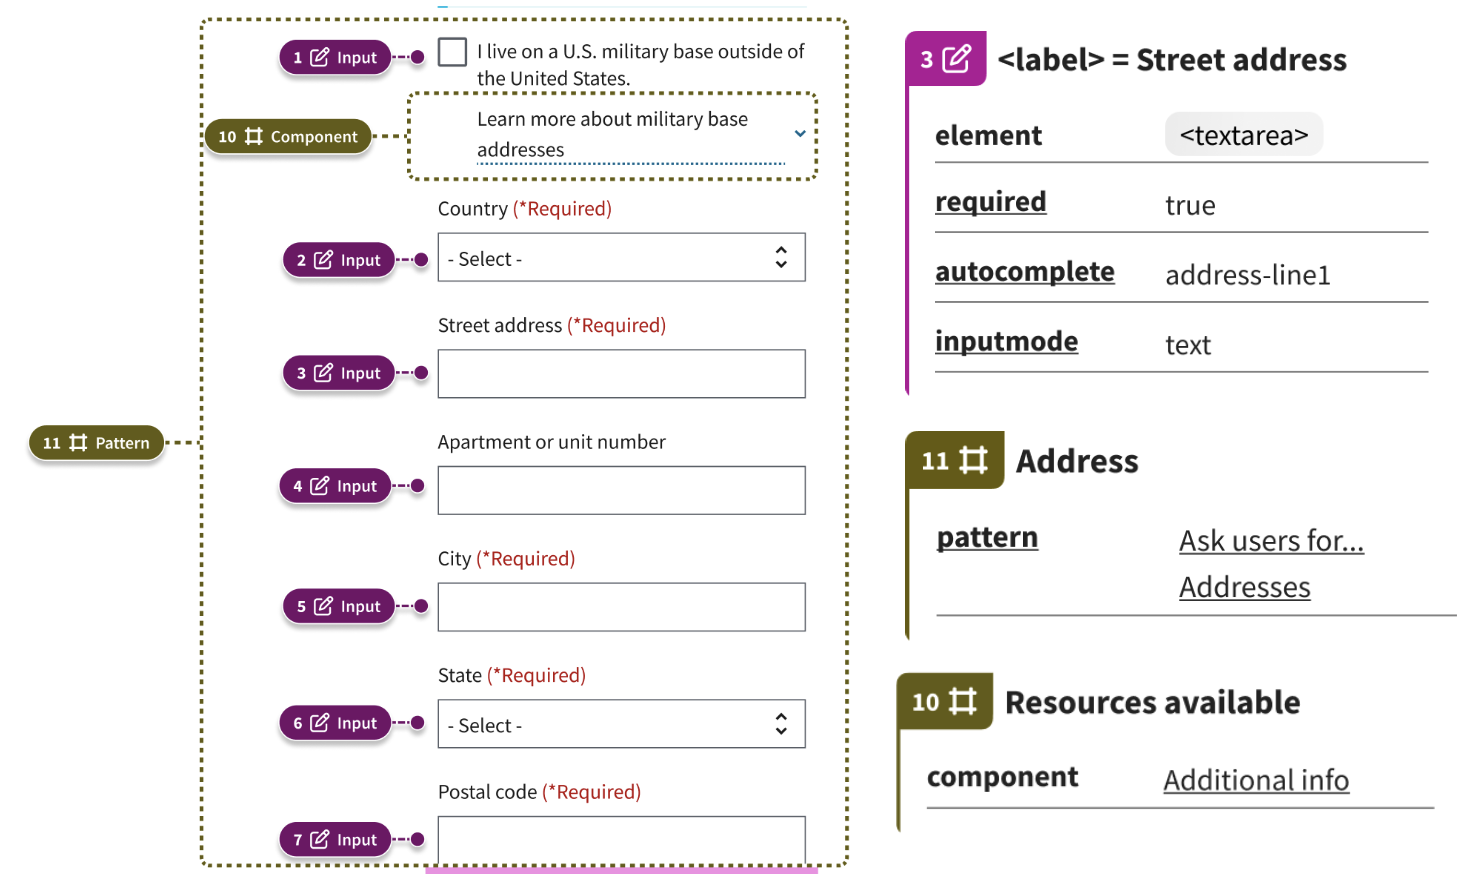 1 Input
I live on a U.S. military base outside of
the United States.
10 Component
Learn more about military base
addresses
Country (*Required)
2 Input
- Select -
Street address (*Required)
3 Input
11 Pattern
Apartment or unit number
4 Input
City (*Required)
5 Input
State (*Required)
6 Input
- Select -
Postal code (*Required)
7 Input
3 <label> = Street address
element <textarea>
required true
autocomplete address-line1
inputmode text
11 Address
pattern Ask users for...
Addresses
10 Resources available
component Additional info